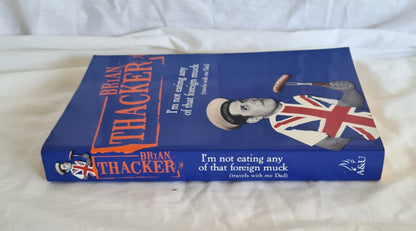 BRIAN
THACKER
I'm not eating any
of that foreign muck
(travels with me Dad)
BRIAN
THACKER
I'm not eating any
of that foreign muck
(travels with me Dad)
A&U